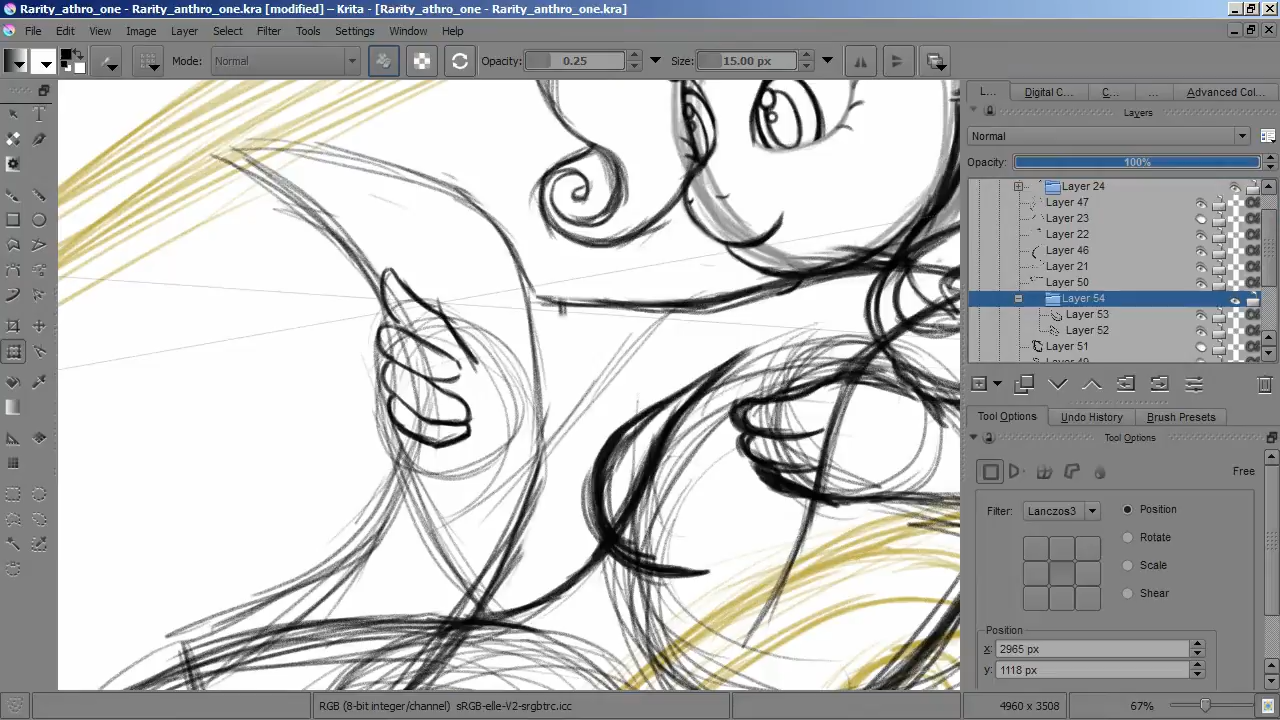 Rarity_athro_one - Rarity_anthro_one.kra [modified] – Krita - [Rarity_athro_one - Rarity_anthro_one.kra]
File Edit View Image Layer Select Filter Tools Settings Window Help
Mode: Normal Opacity: 0.25 Size: 15.00 px
L... Digital C... C... ... Advanced Col...
Layers
Normal
Opacity: 100%
Layer 24
Layer 47
Layer 23
Layer 22
Layer 46
Layer 21
Layer 50
Layer 54
Layer 53
Layer 52
Layer 51
Tool Options Undo History Brush Presets
Tool Options
Free
Filter: Lanczos3 Position
Rotate
Scale
Shear
Position
x: 2965 px
y: 1118 px
RGB (8-bit integer/channel) sRGB-elle-V2-srgbtrc.icc 4960 x 3508 67%